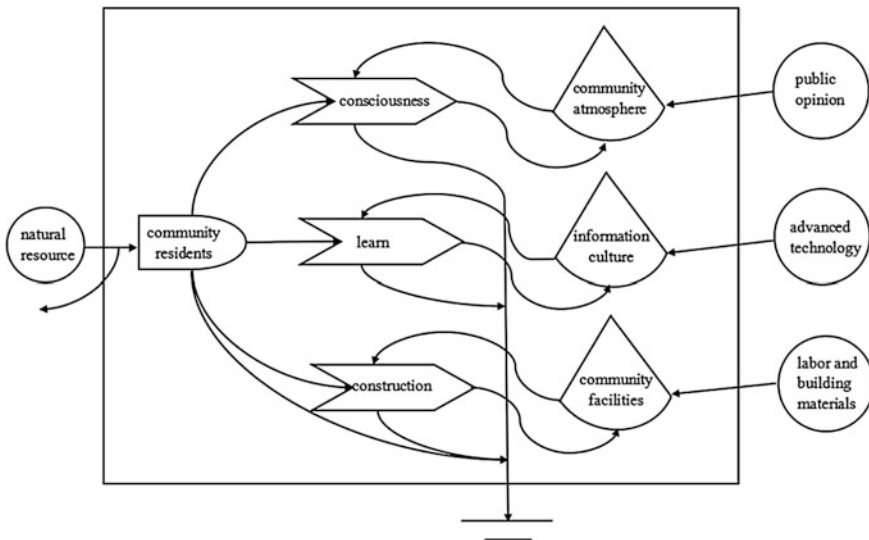 consciousness
community
atmosphere
public
opinion
natural
resource
community
residents
learn
information
culture
advanced
technology
construction
community
facilities
labor and
building
materials